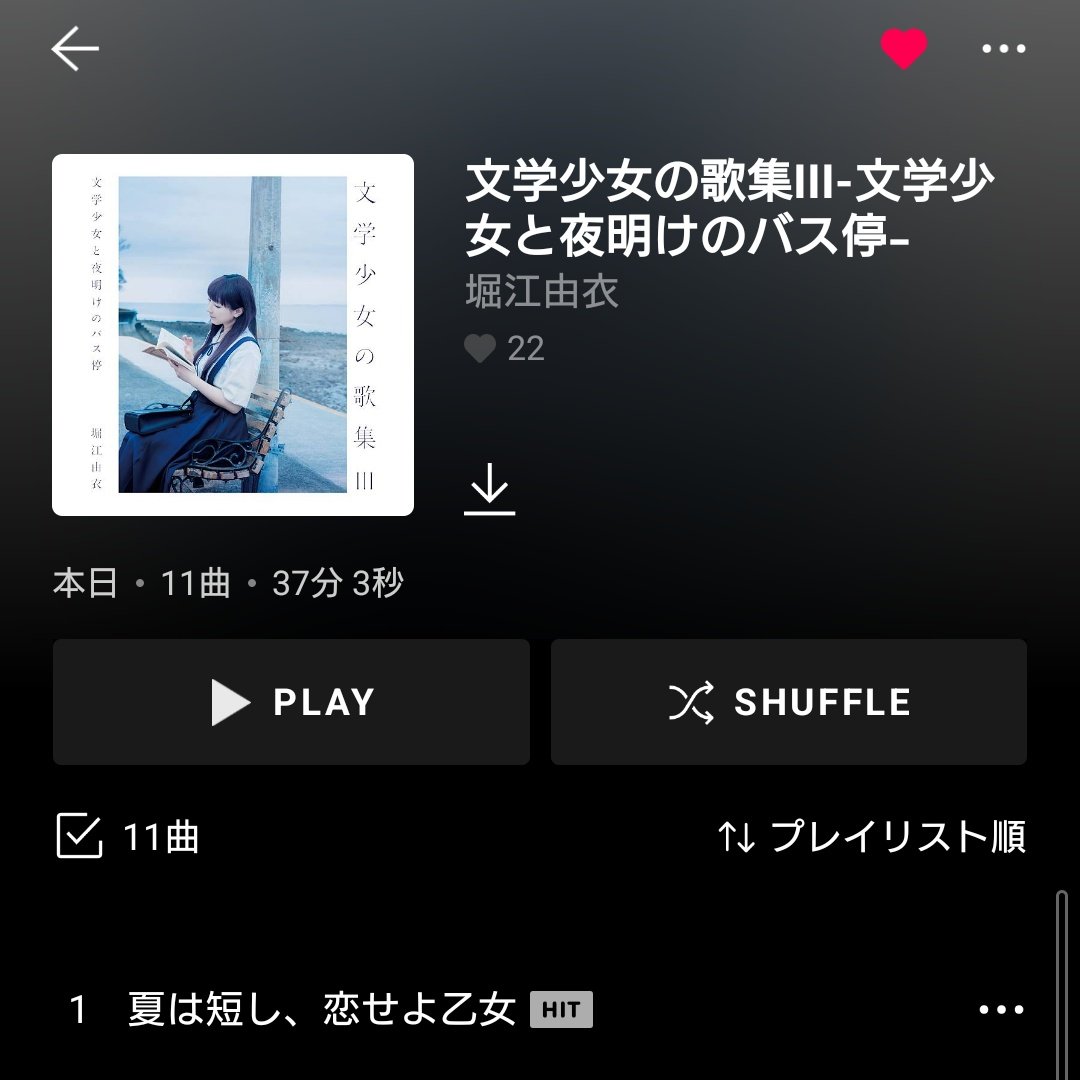 文学少女の歌集III-文学少
女と夜明けのバス停–
堀江由衣
22
文学少女の歌集III
文学少女と夜明けのバス停 堀江由衣
本日・11曲・37分 3秒
PLAY
SHUFFLE
11曲
プレイリスト順
1 夏は短し、恋せよ乙女 HIT